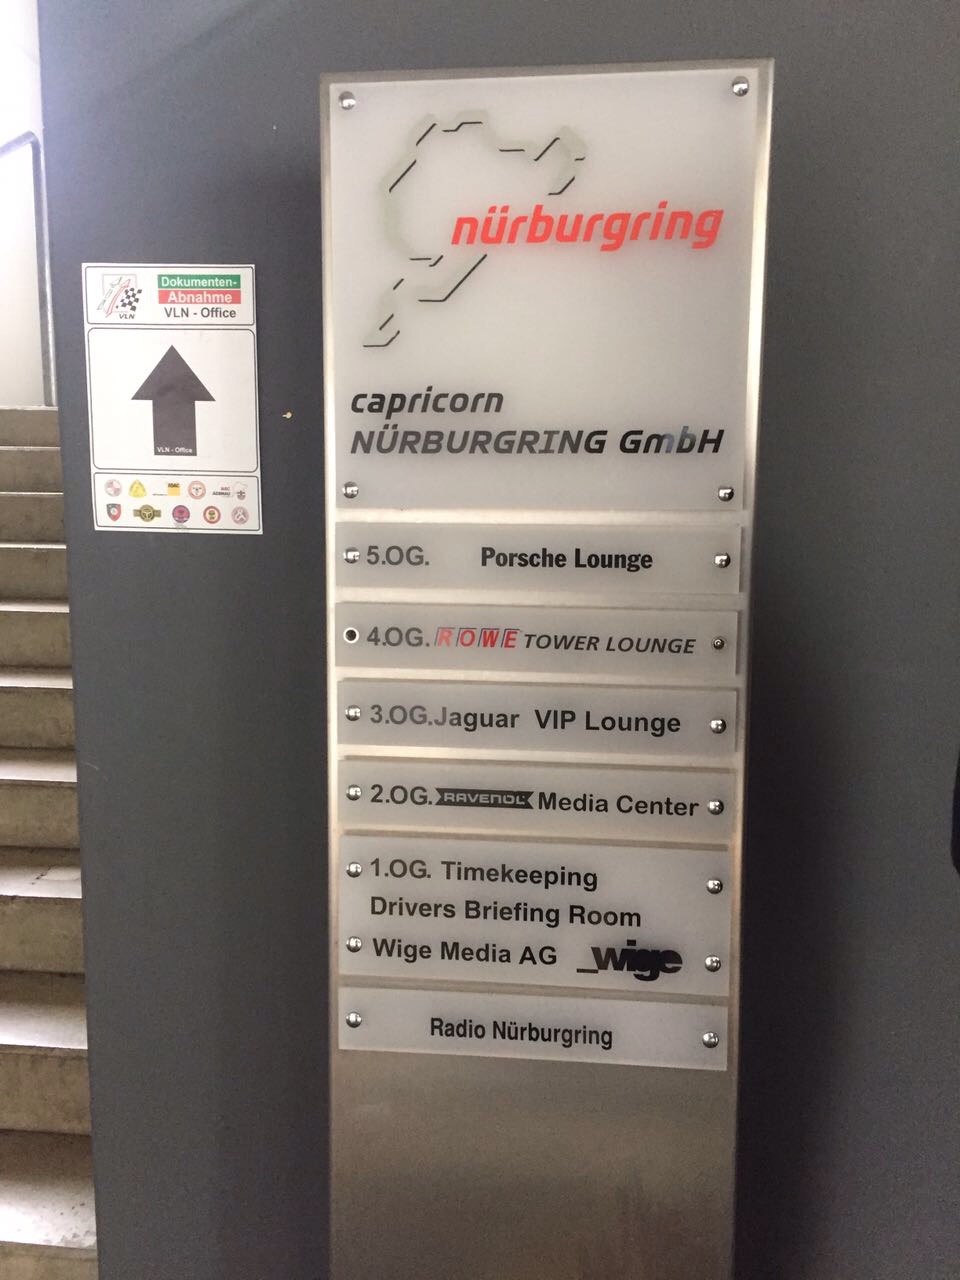 Dokumenten-
Abnahme
VLN - Office
VLN
VLN - Office
nürburgring
capricorn
NÜRBURGRING GmbH
5.OG. Porsche Lounge
4.OG. ROWE TOWER LOUNGE
3.OG. Jaguar VIP Lounge
2.OG. RAVENOL Media Center
1.OG. Timekeeping
Drivers Briefing Room
Wige Media AG _wige
Radio Nürburgring